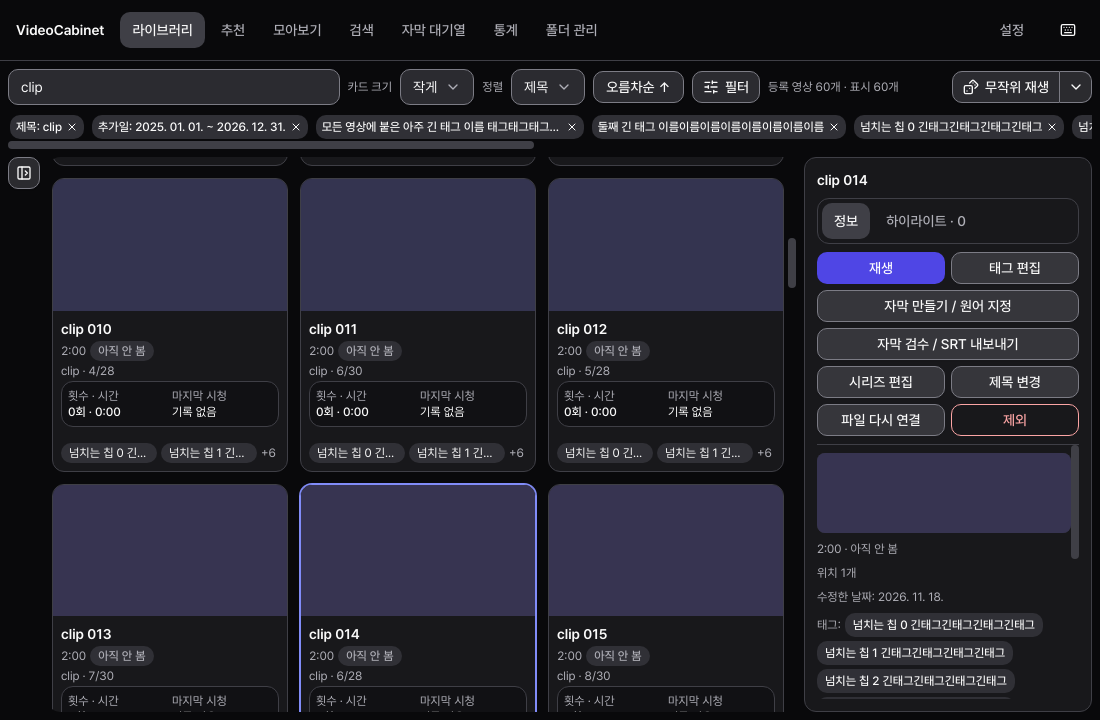 VideoCabinet 라이브러리 추천 모아보기 검색 자막 대기열 통계 폴더 관리 설정
clip 카드 크기 작게 정렬 제목 오름차순 ↑ 필터 등록 영상 60개 · 표시 60개 무작위 재생
제목: clip × 추가일: 2025. 01. 01. ~ 2026. 12. 31. × 모든 영상에 붙은 아주 긴 태그 이름 태그태그태그... × 둘째 긴 태그 이름이름이름이름이름이름이름이름 × 넘치는 칩 0 긴태그긴태그긴태그긴태그 ×
clip 010
2:00 아직 안 봄
clip · 4/28
횟수 · 시간 마지막 시청
0회 · 0:00 기록 없음
넘치는 칩 0 긴... 넘치는 칩 1 긴... +6
clip 011
2:00 아직 안 봄
clip · 6/30
횟수 · 시간 마지막 시청
0회 · 0:00 기록 없음
넘치는 칩 0 긴... 넘치는 칩 1 긴... +6
clip 012
2:00 아직 안 봄
clip · 5/28
횟수 · 시간 마지막 시청
0회 · 0:00 기록 없음
넘치는 칩 0 긴... 넘치는 칩 1 긴... +6
clip 013
2:00 아직 안 봄
clip · 7/30
횟수 · 시간 마지막 시청
clip 014
2:00 아직 안 봄
clip · 6/28
횟수 · 시간 마지막 시청
clip 015
2:00 아직 안 봄
clip · 8/30
횟수 · 시간 마지막 시청
clip 014
정보 하이라이트 · 0
재생 태그 편집
자막 만들기 / 원어 지정
자막 검수 / SRT 내보내기
시리즈 편집 제목 변경
파일 다시 연결 제외
2:00 · 아직 안 봄
위치 1개
수정한 날짜: 2026. 11. 18.
태그: 넘치는 칩 0 긴태그긴태그긴태그긴태그
넘치는 칩 1 긴태그긴태그긴태그긴태그
넘치는 칩 2 긴태그긴태그긴태그긴태그